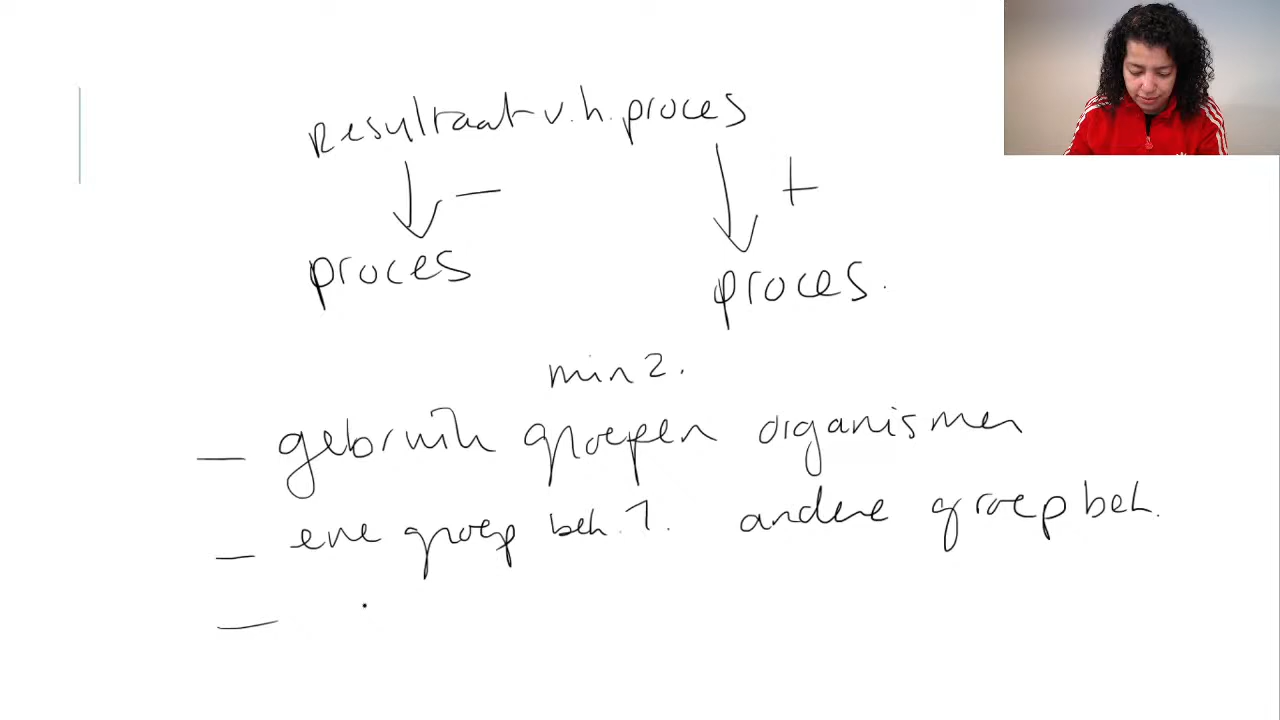 resultaat v.h. proces
↓ − ↓ +
proces proces.
min 2.
— gebruik groepen organismen
— ene groep beh. 1. andere groep beh.
—